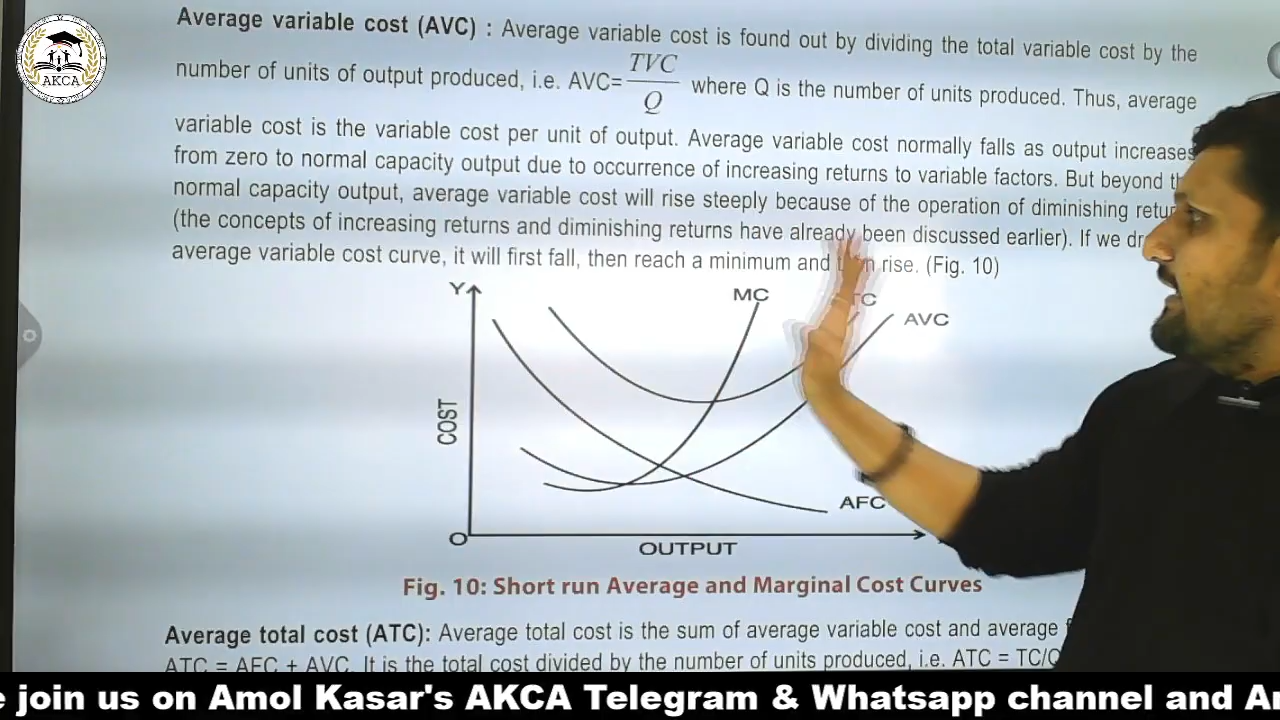 Average variable cost (AVC) : Average variable cost is found out by dividing the total variable cost by the
number of units of output produced, i.e. AVC= TVC/Q where Q is the number of units produced. Thus, average
variable cost is the variable cost per unit of output. Average variable cost normally falls as output increases
from zero to normal capacity output due to occurrence of increasing returns to variable factors. But beyond
normal capacity output, average variable cost will rise steeply because of the operation of diminishing
(the concepts of increasing returns and diminishing returns have already been discussed earlier). If we
average variable cost curve, it will first fall, then reach a minimum and rise. (Fig. 10)
Y
MC
TC
AVC
COST
AFC
O
OUTPUT
Fig. 10: Short run Average and Marginal Cost Curves
Average total cost (ATC): Average total cost is the sum of average variable cost and average
ATC = AFC + AVC. It is the total cost divided by the number of units produced, i.e. ATC = TC/Q
AKCA
join us on Amol Kasar's AKCA Telegram & Whatsapp channel and